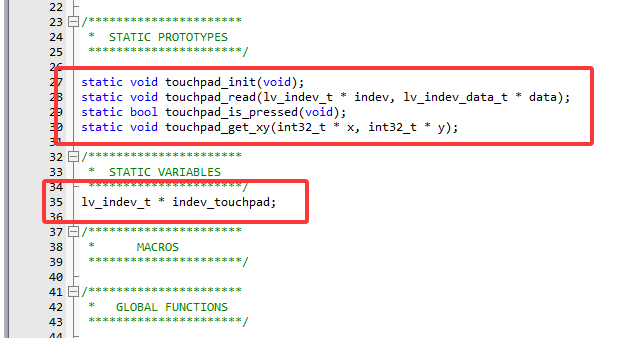 22
23 /*********************
24  *  STATIC PROTOTYPES
25  *********************/
26
27 static void touchpad_init(void);
28 static void touchpad_read(lv_indev_t * indev, lv_indev_data_t * data);
29 static bool touchpad_is_pressed(void);
30 static void touchpad_get_xy(int32_t * x, int32_t * y);
31
32 /*********************
33  *  STATIC VARIABLES
34  *********************/
35 lv_indev_t * indev_touchpad;
36
37 /*********************
38  *      MACROS
39  *********************/
40
41 /*********************
42  *   GLOBAL FUNCTIONS
43  *********************/
44